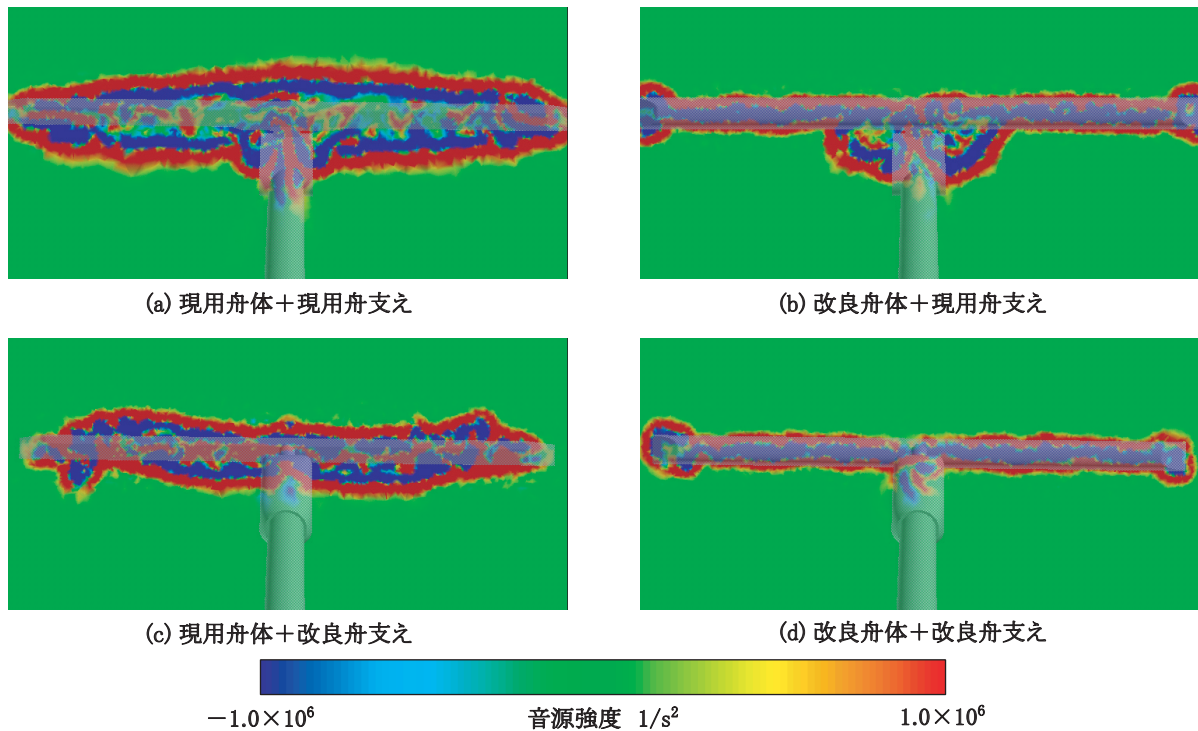 (a) 現用舟体＋現用舟支え
(b) 改良舟体＋現用舟支え
(c) 現用舟体＋改良舟支え
(d) 改良舟体＋改良舟支え
－1.0×10⁶ 音源強度 1/s² 1.0×10⁶